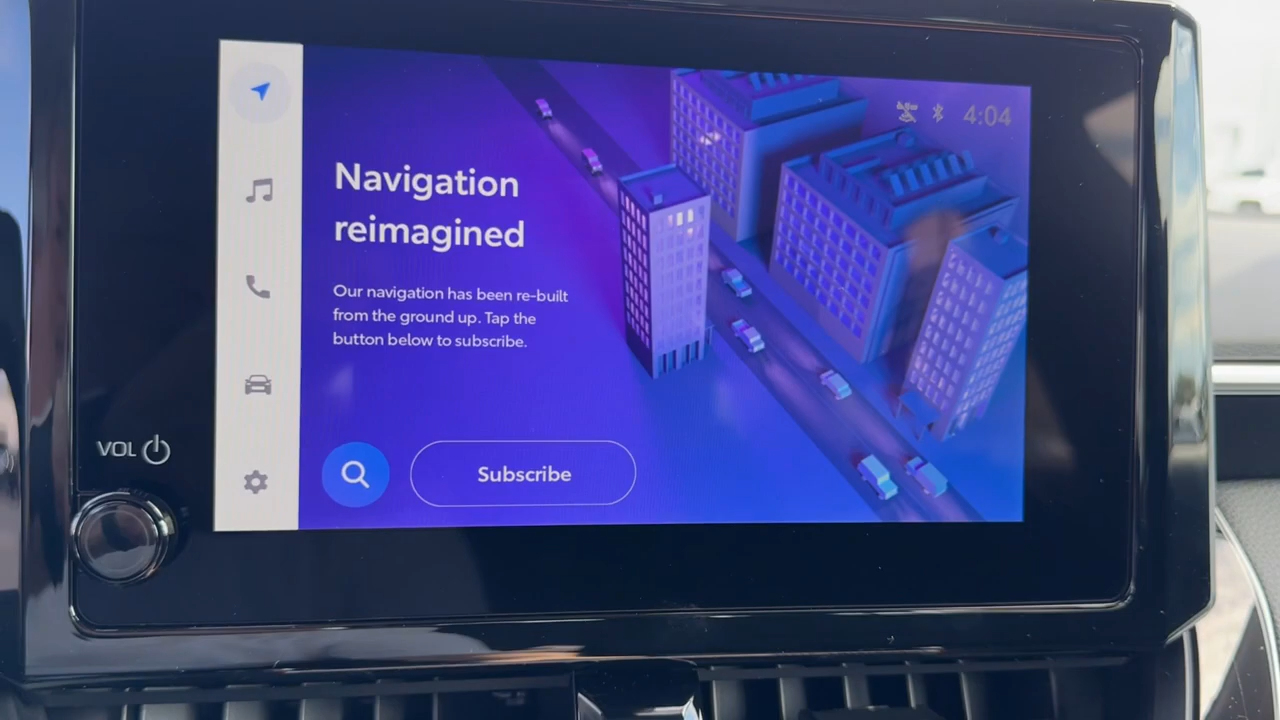 4:04
Navigation
reimagined
Our navigation has been re-built
from the ground up. Tap the
button below to subscribe.
VOL
Subscribe